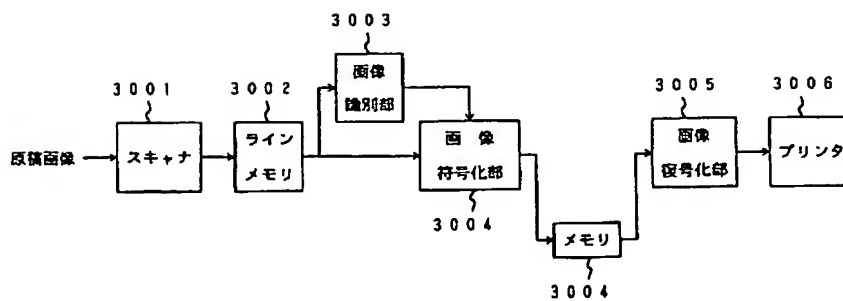 3003
3001
3002
画像
識別部
3005
3006
原稿画像
スキャナ
ライン
メモリ
画像
符号化部
画像
復号化部
プリンタ
3004
メモリ
3004